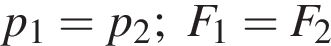 p₁ = p₂; F₁ = F₂